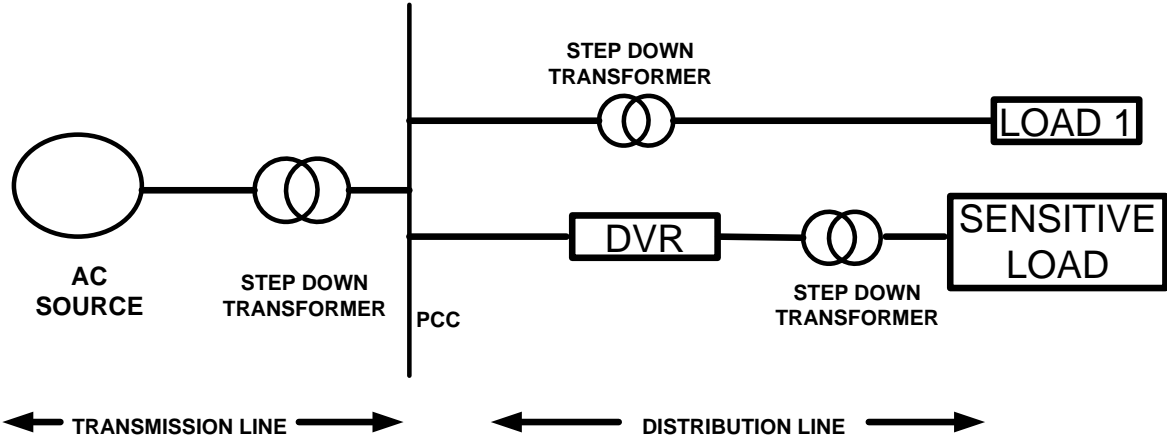 STEP DOWN
TRANSFORMER
LOAD 1
AC
SOURCE
STEP DOWN
TRANSFORMER
PCC
DVR
STEP DOWN
TRANSFORMER
SENSITIVE
LOAD
TRANSMISSION LINE
DISTRIBUTION LINE